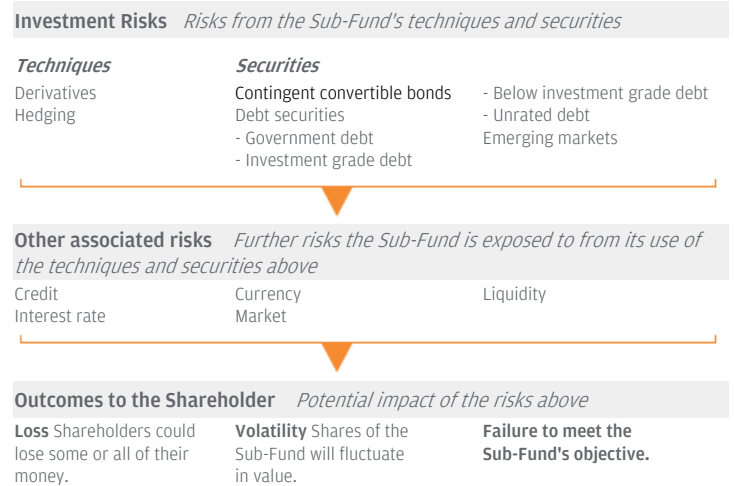 Investment Risks Risks from the Sub-Fund's techniques and securities
Techniques
Derivatives
Hedging
Securities
Contingent convertible bonds
Debt securities
- Government debt
- Investment grade debt
- Below investment grade debt
- Unrated debt
Emerging markets
Other associated risks Further risks the Sub-Fund is exposed to from its use of
the techniques and securities above
Credit
Interest rate
Currency
Market
Liquidity
Outcomes to the Shareholder Potential impact of the risks above
Loss Shareholders could
lose some or all of their
money.
Volatility Shares of the
Sub-Fund will fluctuate
in value.
Failure to meet the
Sub-Fund's objective.